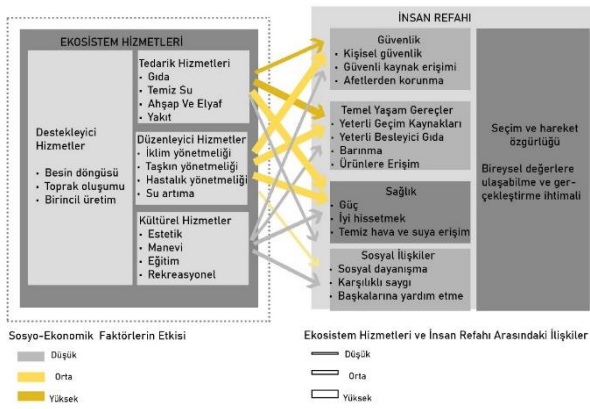 EKOSİSTEM HİZMETLERİ
Destekleyici
Hizmetler
• Besin döngüsü
• Toprak oluşumu
• Birincil üretim
Tedarik Hizmetleri
• Gıda
• Temiz Su
• Ahşap Ve Elyaf
• Yakıt
Düzenleyici Hizmetler
• İklim yönetmeliği
• Taşkın yönetmeliği
• Hastalık yönetmeliği
• Su artıma
Kültürel Hizmetler
• Estetik
• Manevi
• Eğitim
• Rekreasyonel
İNSAN REFAHI
Güvenlik
• Kişisel güvenlik
• Güvenli kaynak erişimi
• Afetlerden korunma
Temel Yaşam Gereçler
• Yeterli Geçim Kaynakları
• Yeterli Besleyici Gıda
• Barınma
• Ürünlere Erişim
Sağlık
• Güç
• İyi hissetmek
• Temiz hava ve suya erişim
Sosyal İlişkiler
• Sosyal dayanışma
• Karşılıklı saygı
• Başkalarına yardım etme
Seçim ve hareket
özgürlüğü
Bireysel değerlere
ulaşabilme ve ger-
çekleştirme ihtimali
Sosyo-Ekonomik Faktörlerin Etkisi
Düşük
Orta
Yüksek
Ekosistem Hizmetleri ve İnsan Refahı Arasındaki İlişkiler
Düşük
Orta
Yüksek